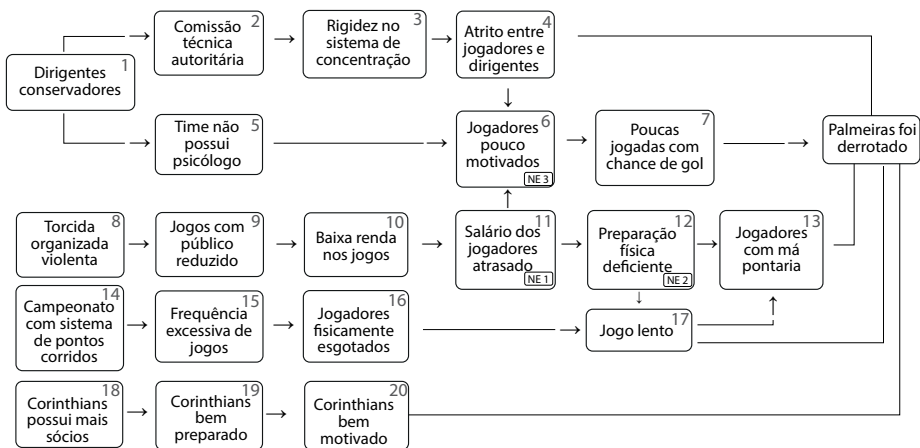 1
Dirigentes
conservadores
2
Comissão
técnica
autoritária
3
Rigidez no
sistema de
concentração
4
Atrito entre
jogadores e
dirigentes
5
Time não
possui
psicólogo
6
Jogadores
pouco
motivados
NE 3
7
Poucas
jogadas com
chance de gol
Palmeiras foi
derrotado
8
Torcida
organizada
violenta
9
Jogos com
público
reduzido
10
Baixa renda
nos jogos
11
Salário dos
jogadores
atrasado
NE 1
12
Preparação
física
deficiente
NE 2
13
Jogadores
com má
pontaria
14
Campeonato
com sistema
de pontos
corridos
15
Frequência
excessiva de
jogos
16
Jogadores
fisicamente
esgotados
17
Jogo lento
18
Corinthians
possui mais
sócios
19
Corinthians
bem
preparado
20
Corinthians
bem
motivado